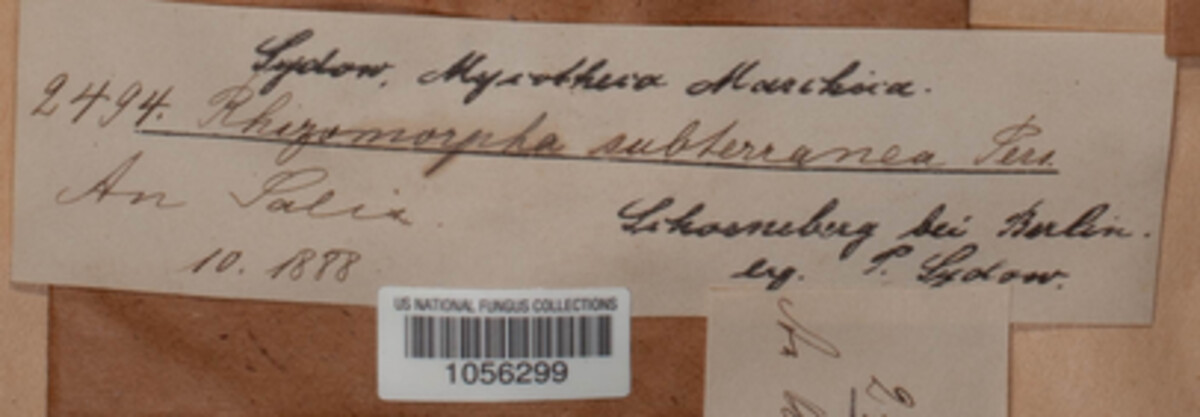 Sydow, Mycotheca Marchica.
2494. Rhizomorpha subterranea Pers.
An Salix.
10. 1888
Schoeneberg bei Berlin.
leg. P. Sydow.
US NATIONAL FUNGUS COLLECTIONS
1056299